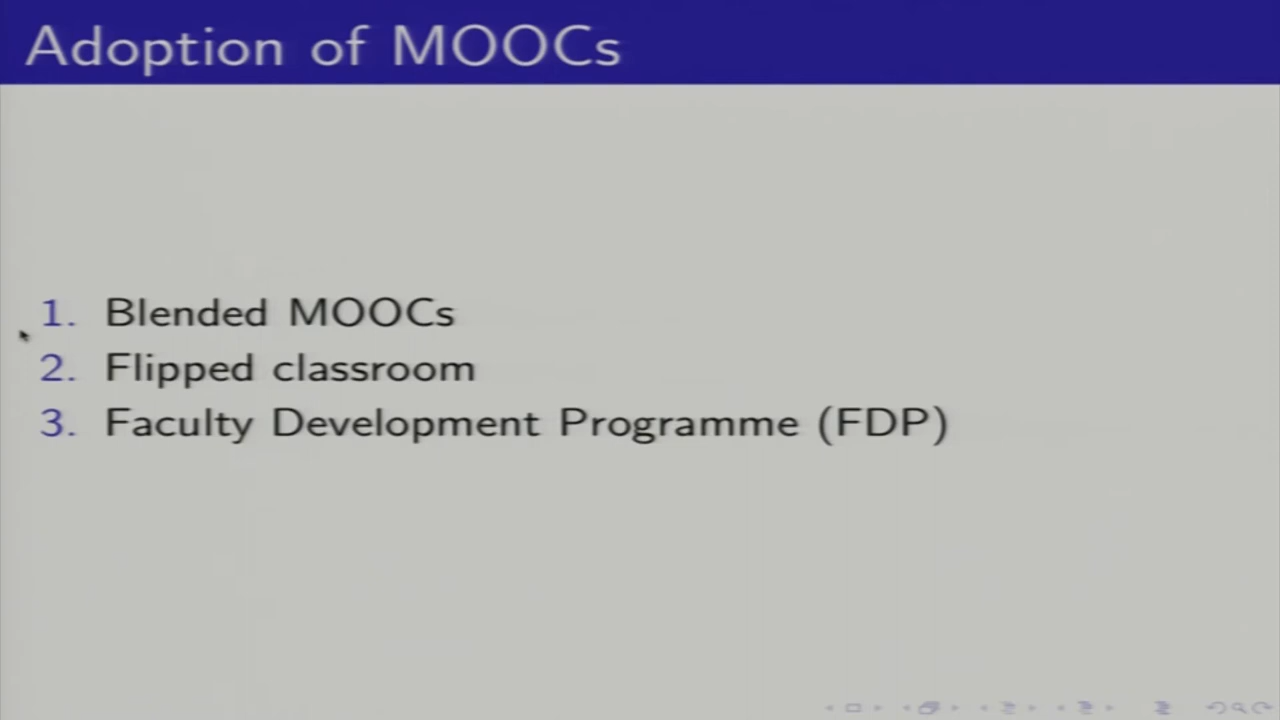 Adoption of MOOCs
1. Blended MOOCs
2. Flipped classroom
3. Faculty Development Programme (FDP)